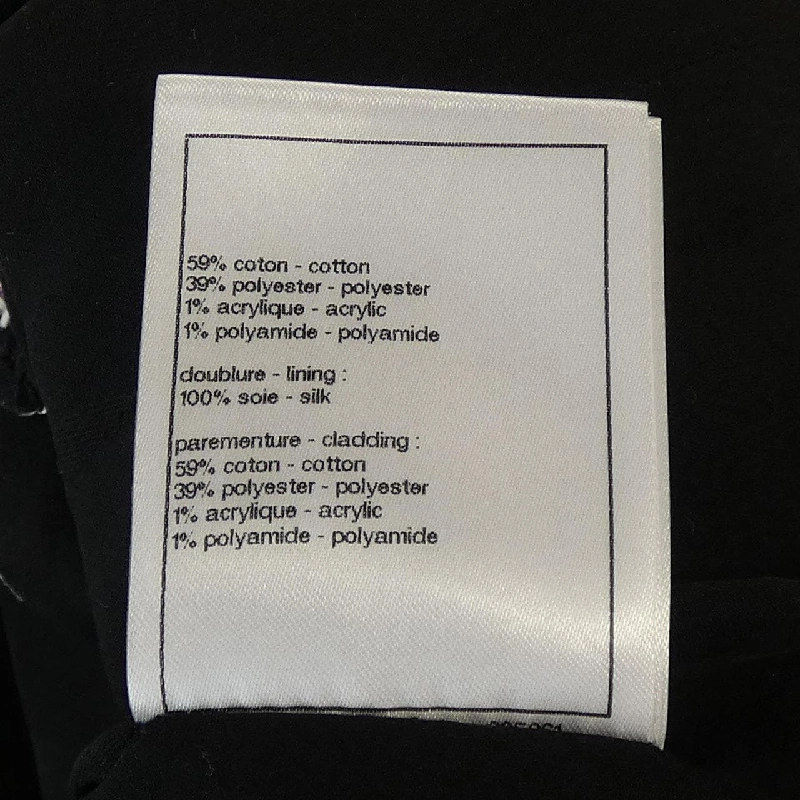 59% coton - cotton
39% polyester - polyester
1% acrylique - acrylic
1% polyamide - polyamide
doublure - lining :
100% soie - silk
parementure - cladding :
59% coton - cotton
39% polyester - polyester
1% acrylique - acrylic
1% polyamide - polyamide